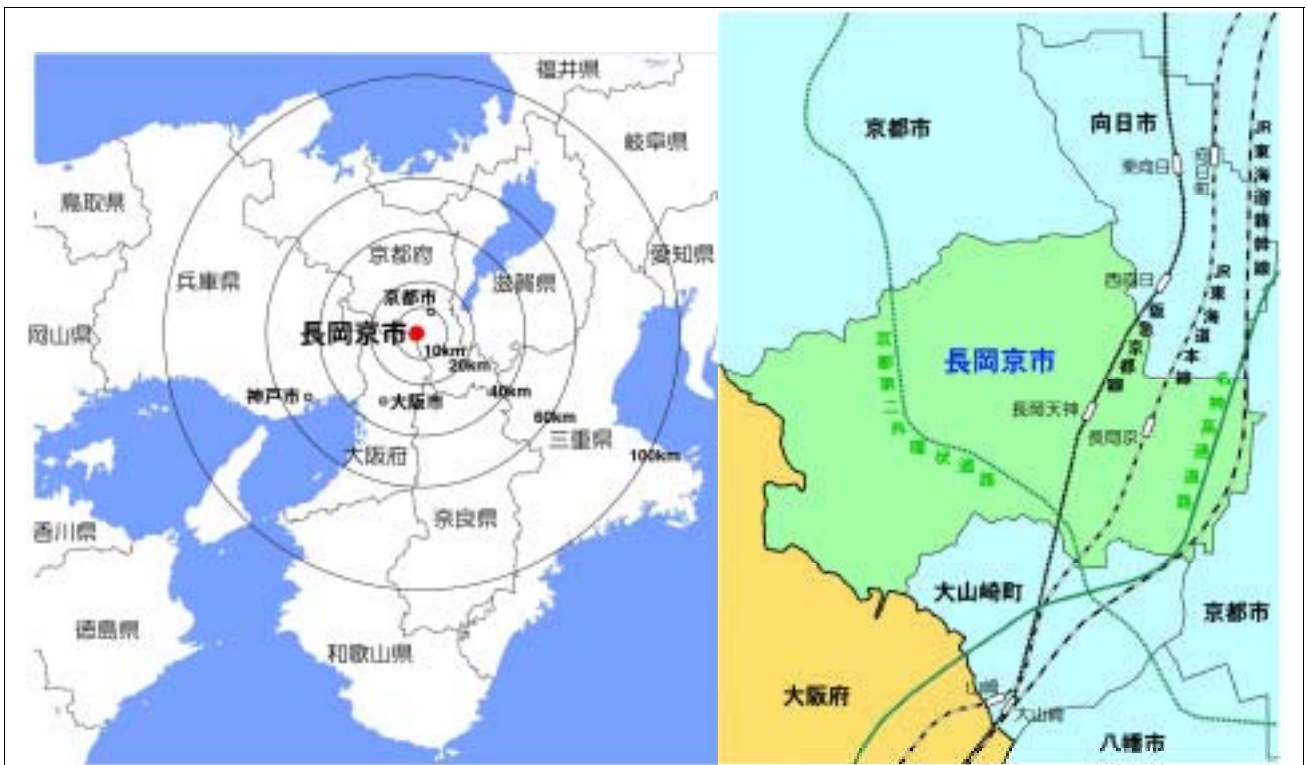 福井県
岐阜県
鳥取県
京都府
愛知県
兵庫県
滋賀県
京都市
岡山県
長岡京市
10km
20km
神戸市
大阪市
40km
60km
三重県
大阪府
100km
奈良県
香川県
徳島県
和歌山県
京都市
向日市
東向日
向日町
JR東海道新幹線
西向日
JR東海道本線
阪急京都線
長岡京市
京都第二外環状道路
名神高速道路
長岡天神
長岡京
大山崎町
京都市
大阪府
山崎
大山崎
八幡市